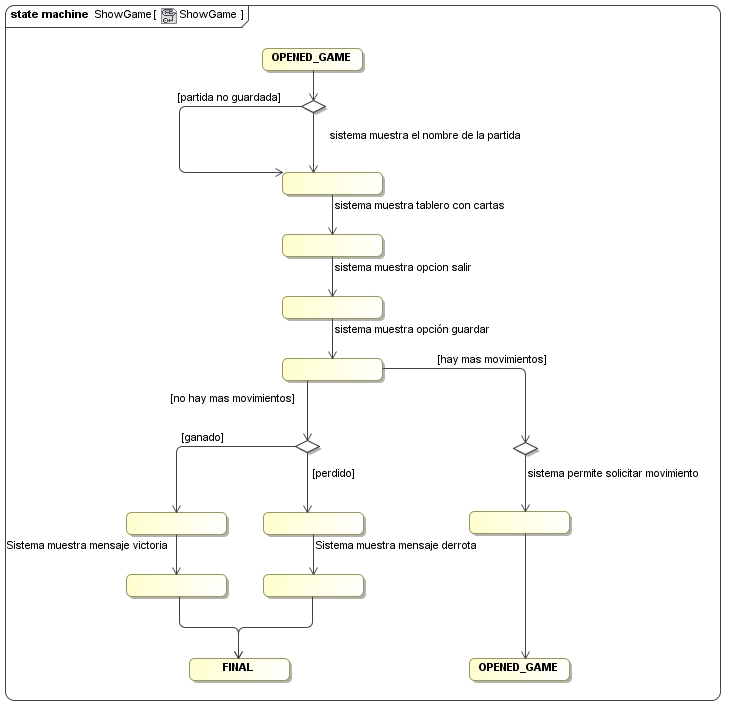 state machine ShowGame [ ShowGame ]
OPENED_GAME
[partida no guardada]
sistema muestra el nombre de la partida
sistema muestra tablero con cartas
sistema muestra opcion salir
sistema muestra opción guardar
[hay mas movimientos]
[no hay mas movimientos]
[ganado]
[perdido]
sistema permite solicitar movimiento
Sistema muestra mensaje victoria
Sistema muestra mensaje derrota
FINAL
OPENED_GAME